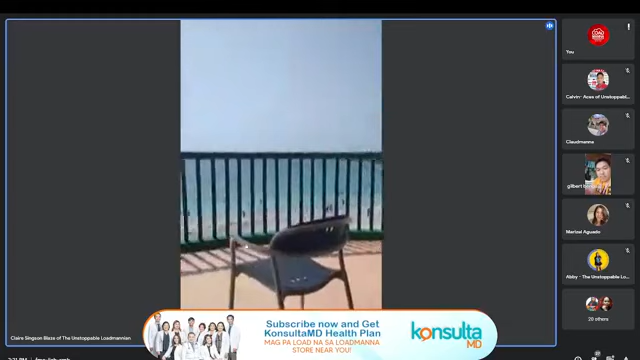 You
Calvin- Aces of Unstoppabl...
Claudmanna
gilbert
Marizel Aguado
Abby - The Unstoppable Lo...
28 others
Claire Singson Blaza of The Unstoppable Loadmannian
Subscribe now and Get
KonsultaMD Health Plan
MAG PA LOAD NA SA LOADMANNA
STORE NEAR YOU!
konsulta
MD